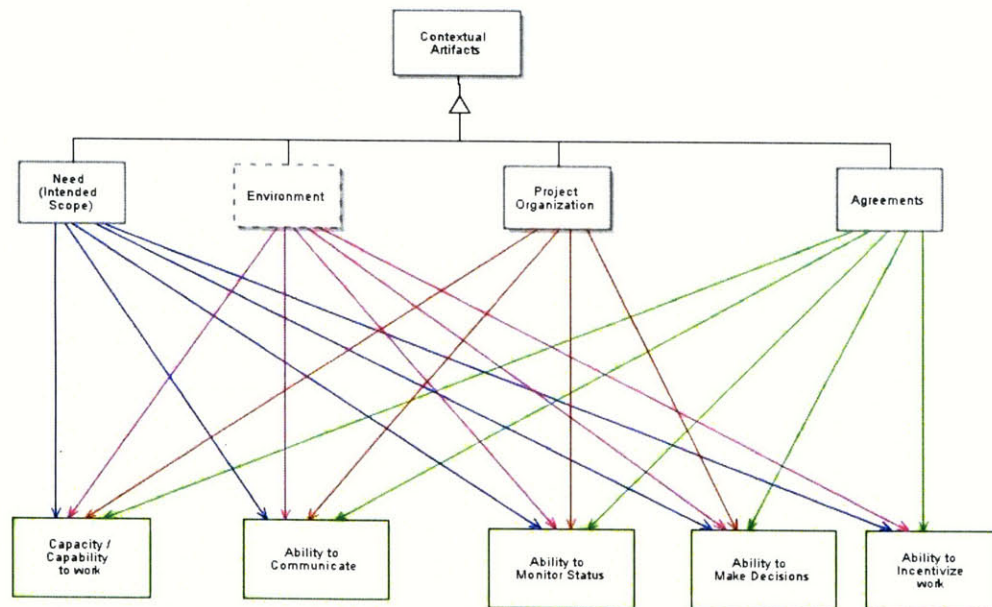 Contextual
Artifacts
Need
(Intended
Scope)
Environment
Project
Organization
Agreements
Capacity /
Capability
to work
Ability to
Communicate
Ability to
Monitor Status
Ability to
Make Decisions
Ability to
Incentivize
work